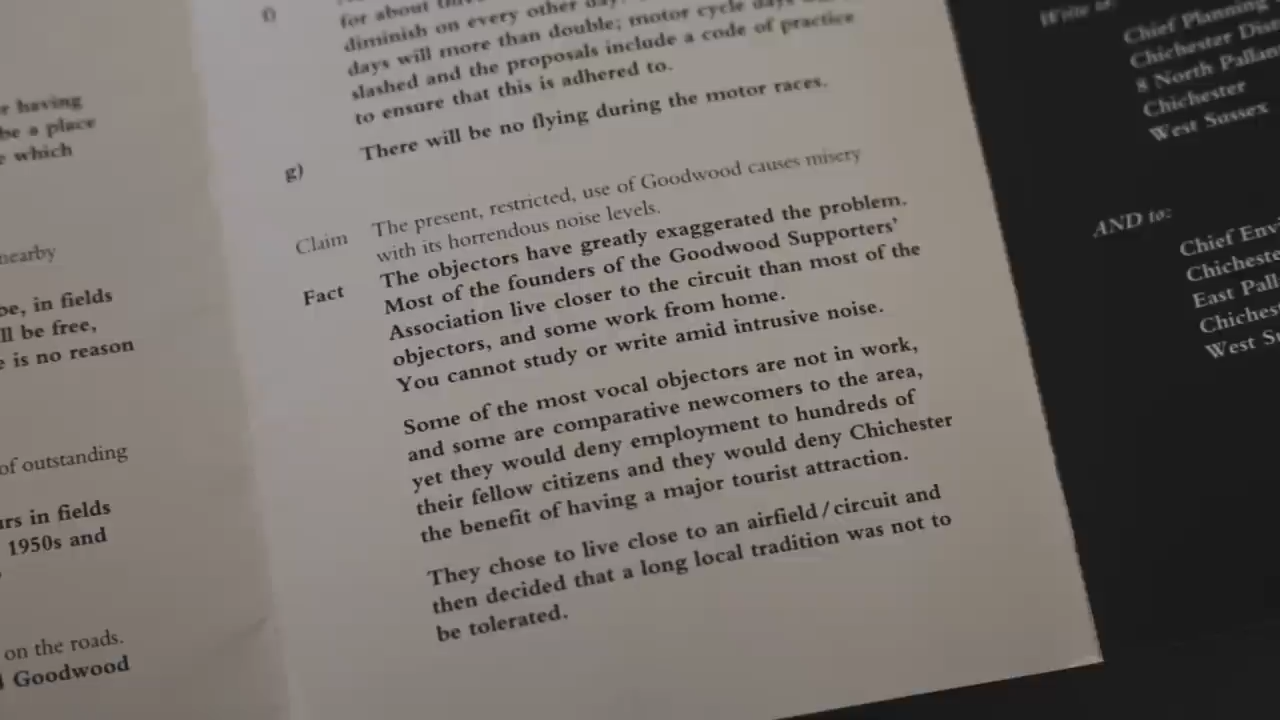 r having
be a place
e which
nearby
be, in fields
ll be free,
e is no reason
of outstanding
rs in fields
1950s and
on the roads.
Goodwood
f)
for about
diminish on every other day.
days will more than double; motor cycle days
slashed and the proposals include a code of practice
to ensure that this is adhered to.
There will be no flying during the motor races.
g)
Claim The present, restricted, use of Goodwood causes misery
with its horrendous noise levels.
Fact The objectors have greatly exaggerated the problem.
Most of the founders of the Goodwood Supporters'
Association live closer to the circuit than most of the
objectors, and some work from home.
You cannot study or write amid intrusive noise.
Some of the most vocal objectors are not in work,
and some are comparative newcomers to the area,
yet they would deny employment to hundreds of
their fellow citizens and they would deny Chichester
the benefit of having a major tourist attraction.
They chose to live close to an airfield/circuit and
then decided that a long local tradition was not to
be tolerated.
Write to:
Chief Planning
Chichester Dis
8 North Pallan
Chichester
West Sussex
AND to:
Chief Env
Chicheste
East Pall
Chiches
West S